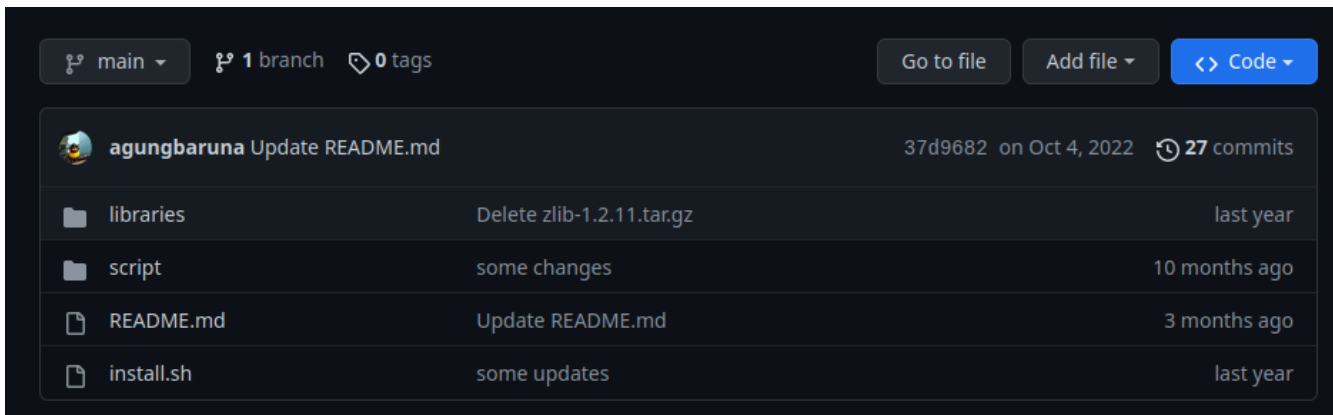 main 1 branch 0 tags Go to file Add file Code
agungbaruna Update README.md 37d9682 on Oct 4, 2022 27 commits
libraries Delete zlib-1.2.11.tar.gz last year
script some changes 10 months ago
README.md Update README.md 3 months ago
install.sh some updates last year